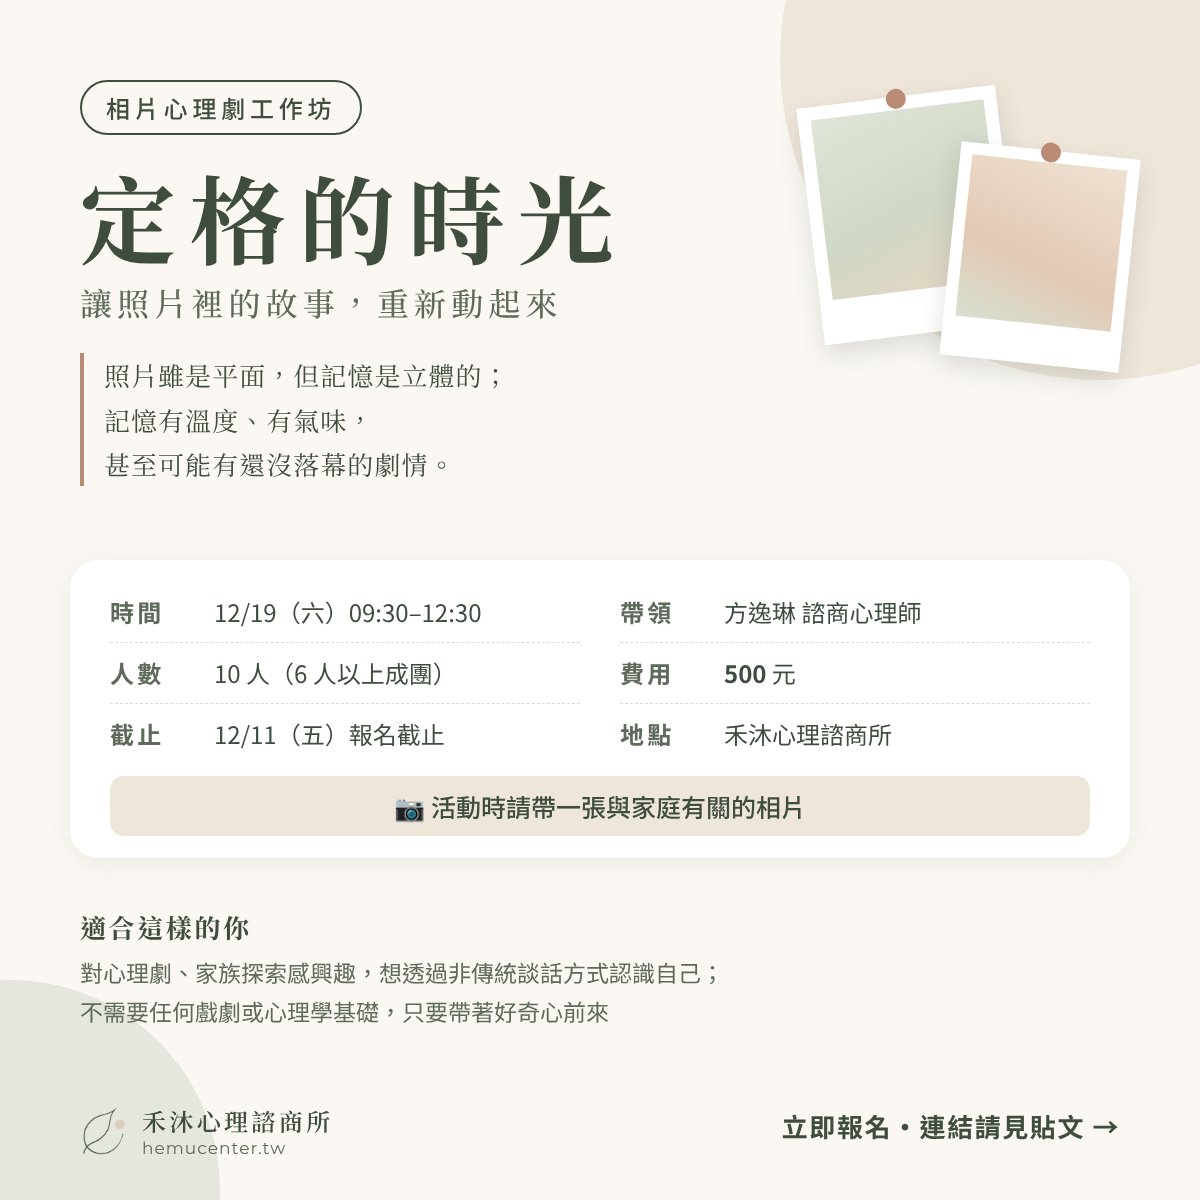 相片心理劇工作坊
定格的時光
讓照片裡的故事，重新動起來
照片雖是平面，但記憶是立體的；
記憶有溫度、有氣味，
甚至可能有還沒落幕的劇情。
時間 12/19（六）09:30–12:30
帶領 方逸琳 諮商心理師
人數 10 人（6 人以上成團）
費用 500 元
截止 12/11（五）報名截止
地點 禾沐心理諮商所
📷 活動時請帶一張與家庭有關的相片
適合這樣的你
對心理劇、家族探索感興趣，想透過非傳統談話方式認識自己；
不需要任何戲劇或心理學基礎，只要帶著好奇心前來
禾沐心理諮商所
hemucenter.tw
立即報名・連結請見貼文 →